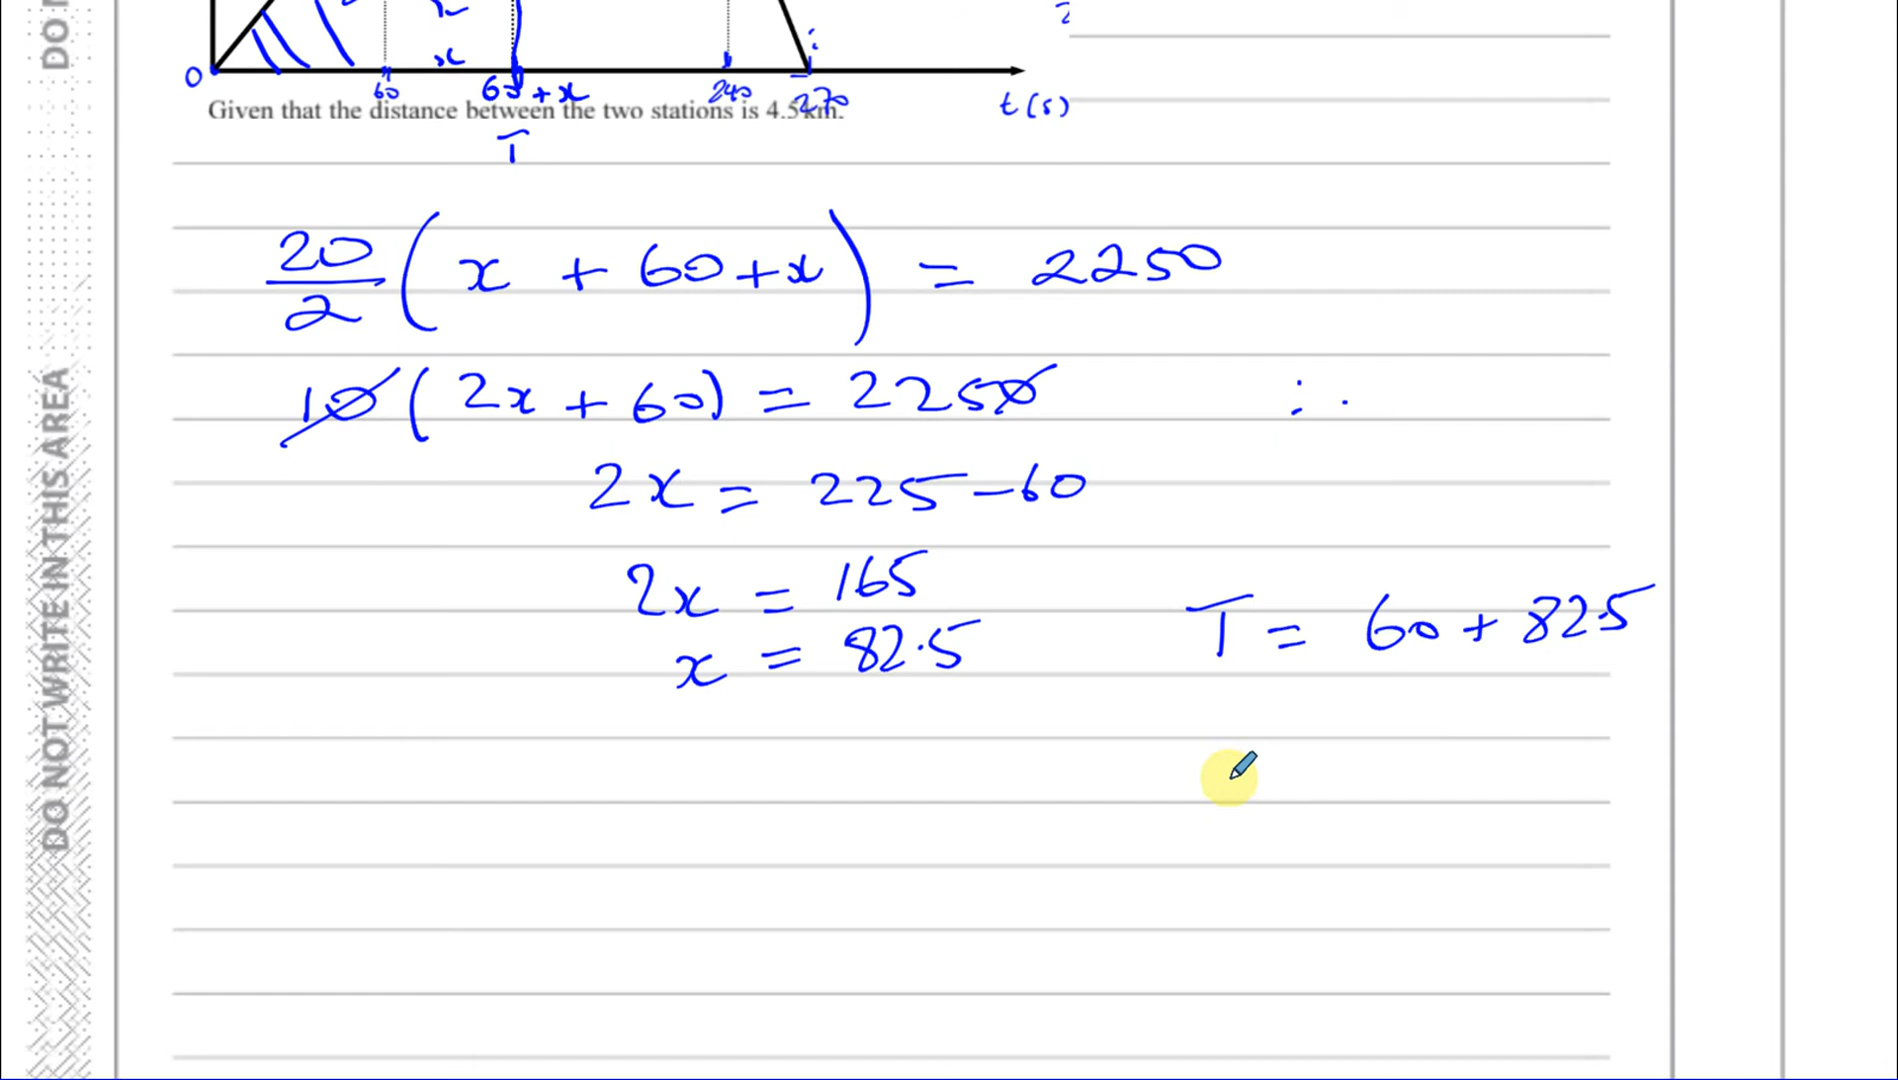 x
0
60
60 + x
240
270
t(s)
Given that the distance between the two stations is 4.5km.
T
20/2 ( x + 60+x ) = 2250
10 ( 2x + 60) = 2250
2x = 225-60
2x = 165
x = 82.5
T = 60 + 82.5
DO NOT WRITE IN THIS AREA